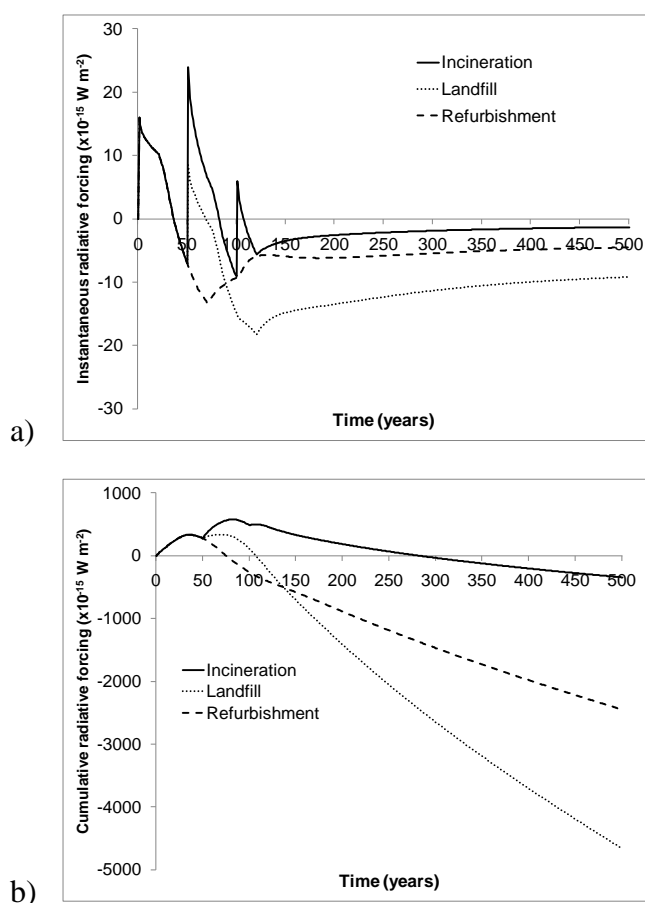 30
20
10
0
-10
-20
-30
0 50 100 150 200 250 300 350 400 450 500
Instantaneous radiative forcing (x10⁻¹⁵ W m⁻²)
Incineration
Landfill
Refurbishment
Time (years)
a)
1000
0
-1000
-2000
-3000
-4000
-5000
0 50 100 150 200 250 300 350 400 450 500
Cumulative radiative forcing (x10⁻¹⁵ W m⁻²)
Incineration
Landfill
Refurbishment
Time (years)
b)